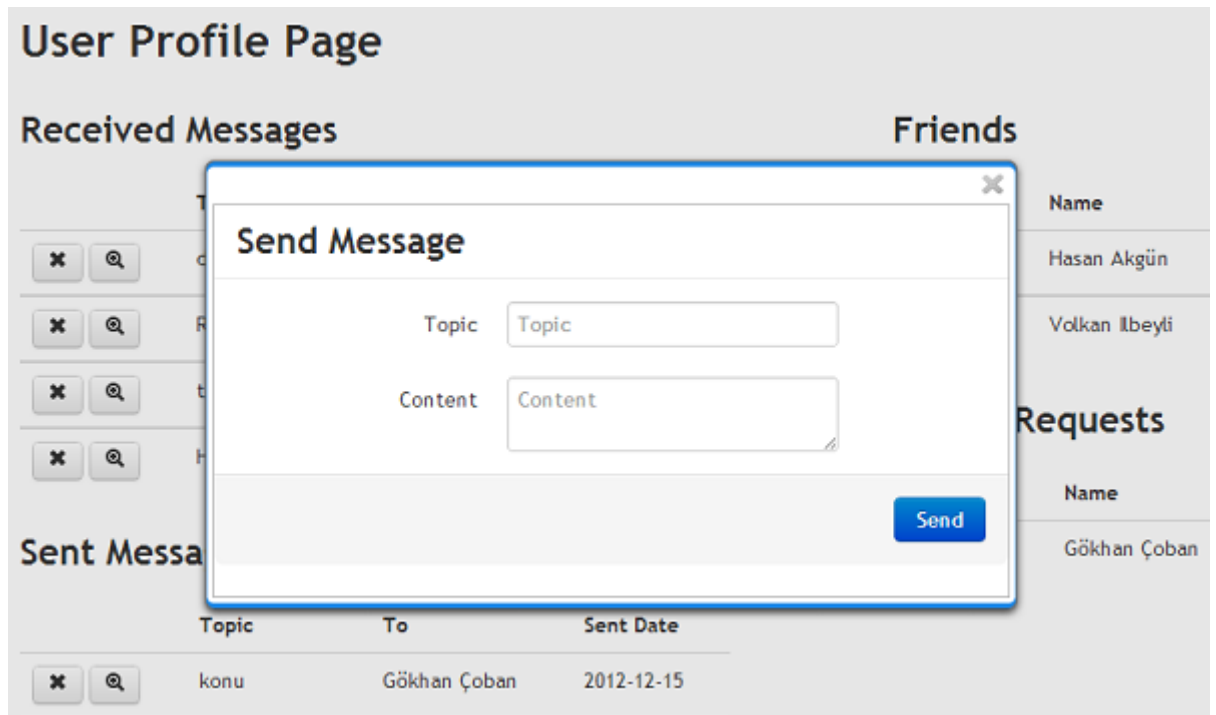 User Profile Page
Received Messages
Friends
Name
Hasan Akgün
Volkan Ilbeyli
Send Message
Topic Topic
Content Content
Send
Requests
Name
Gökhan Çoban
Sent
Topic To Sent Date
konu Gökhan Çoban 2012-12-15